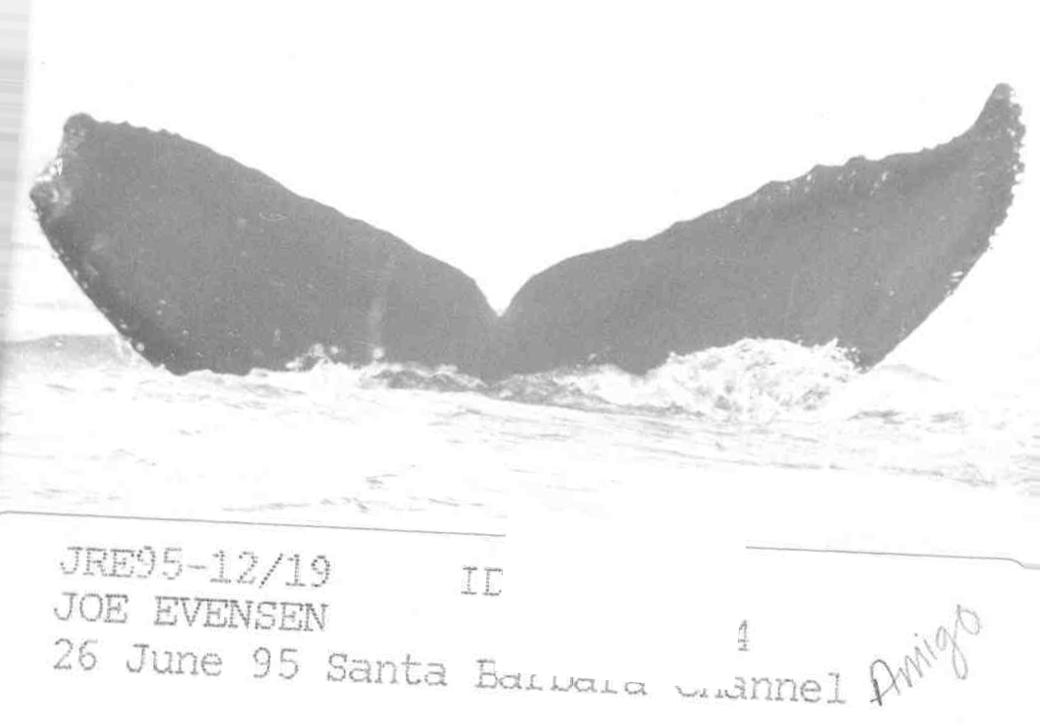 JRE95-12/19 ID
JOE EVENSEN
4
26 June 95 Santa Barbara Channel
Amigo